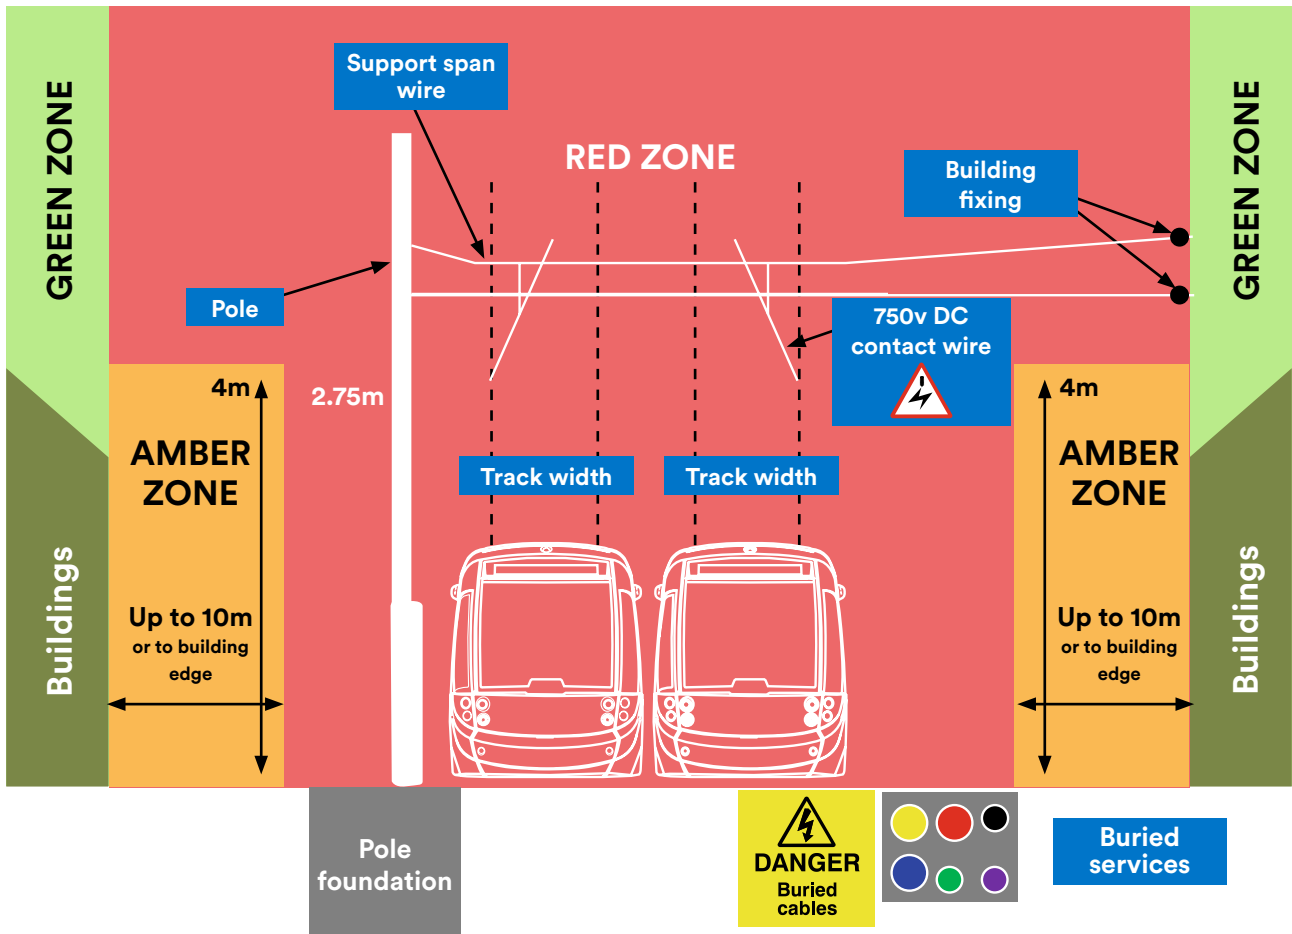 GREEN ZONE
Support span
wire
RED ZONE
Building
fixing
GREEN ZONE
Pole
750v DC
contact wire
4m
2.75m
4m
AMBER
ZONE
Track width
Track width
AMBER
ZONE
Buildings
Up to 10m
or to building
edge
Up to 10m
or to building
edge
Buildings
Pole
foundation
DANGER
Buried
cables
Buried
services